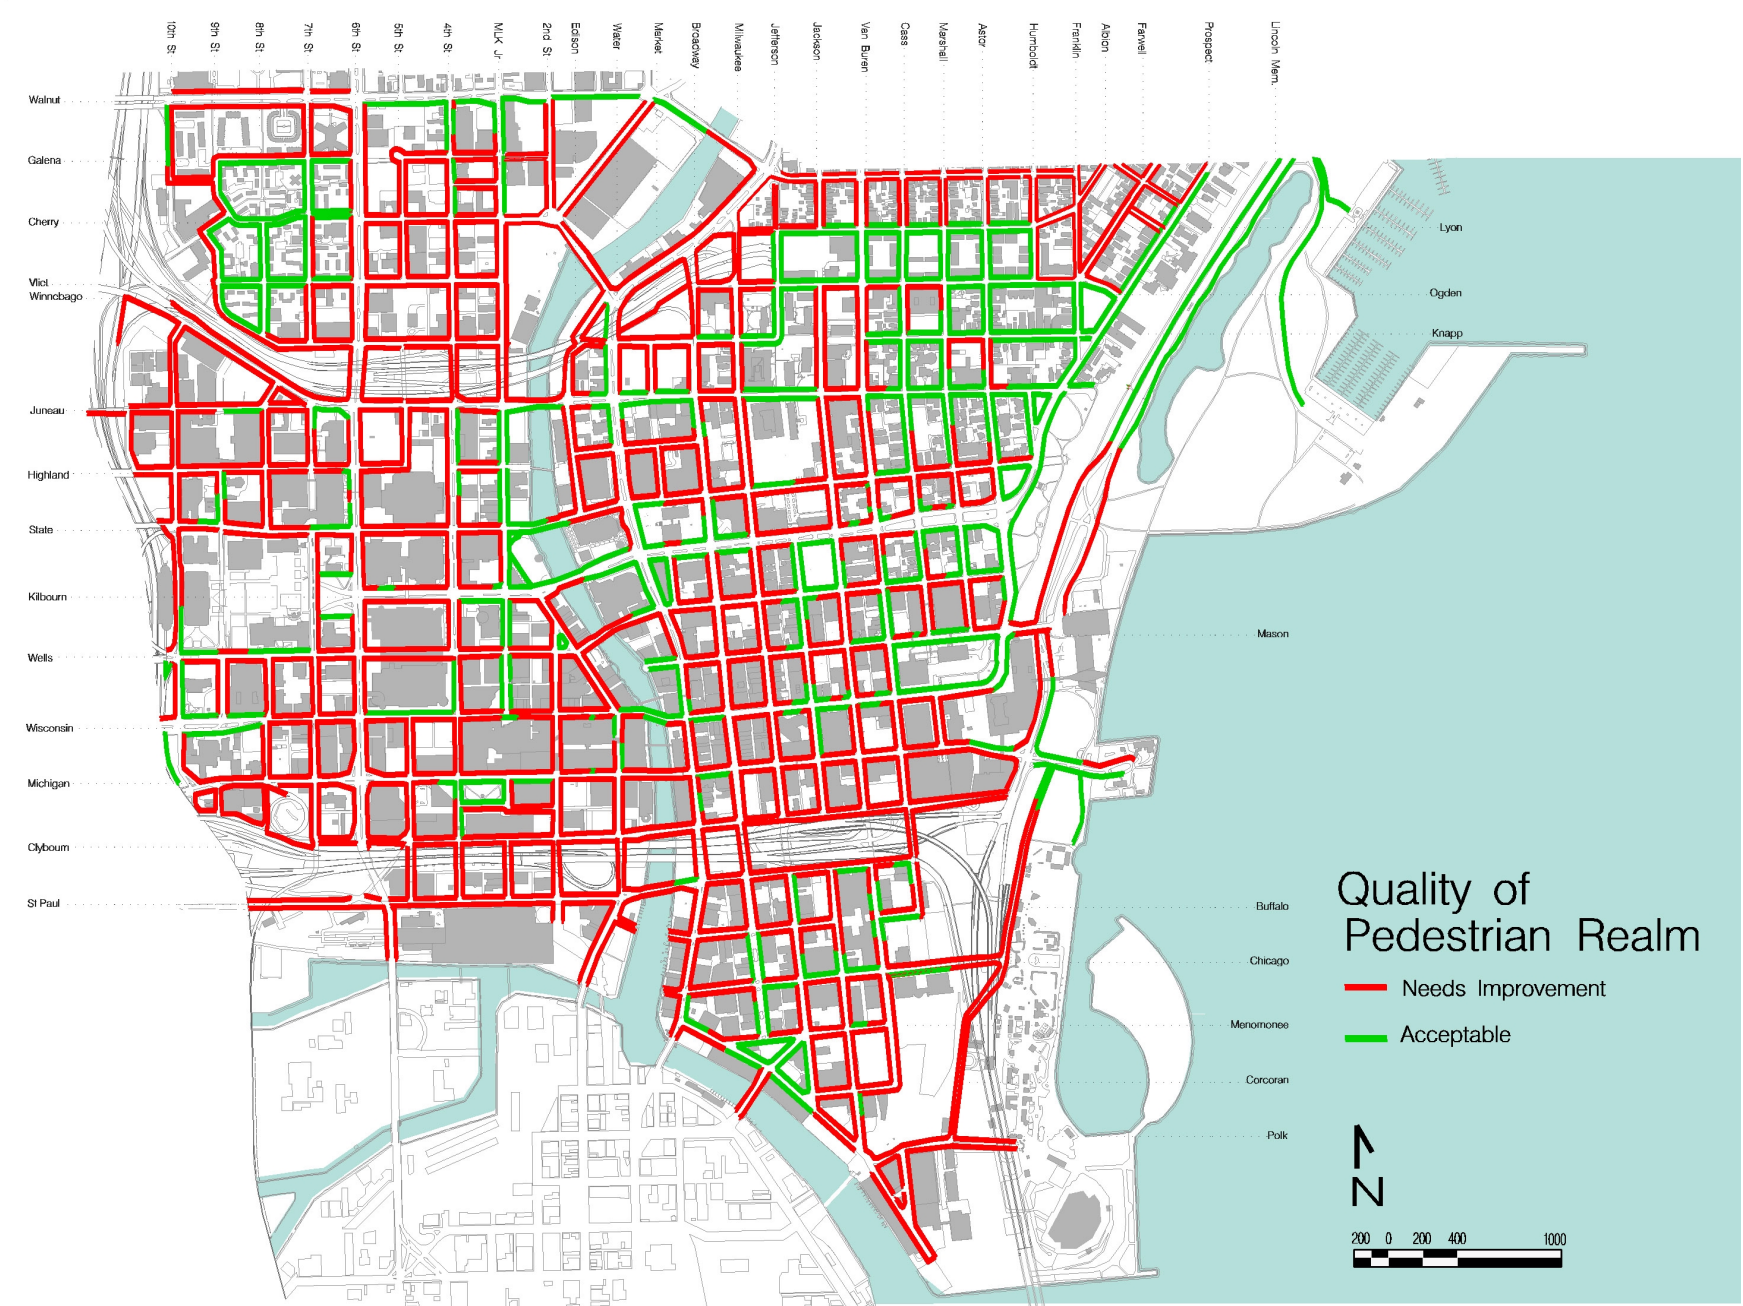 10th St
9th St
8th St
7th St
6th St
5th St
4th St
MLK Jr
2nd St
Edison
Water
Market
Broadway
Milwaukee
Jefferson
Jackson
Van Buren
Cass
Marshall
Astor
Humboldt
Franklin
Albion
Farwell
Prospect
Lincoln Mem.
Walnut
Galena
Cherry
Vliet
Winnebago
Juneau
Highland
State
Kilbourn
Wells
Wisconsin
Michigan
Clybourn
St Paul
Lyon
Ogden
Knapp
Mason
Buffalo
Chicago
Menomonee
Corcoran
Polk
Quality of
Pedestrian Realm
Needs Improvement
Acceptable
N
200 0 200 400 1000